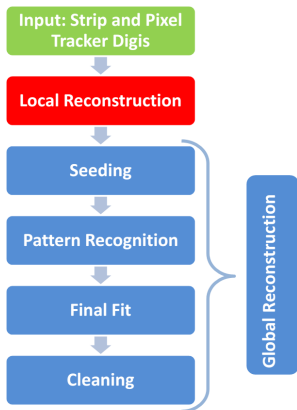 Input: Strip and Pixel
Tracker Digis
Local Reconstruction
Seeding
Pattern Recognition
Final Fit
Cleaning
Global Reconstruction